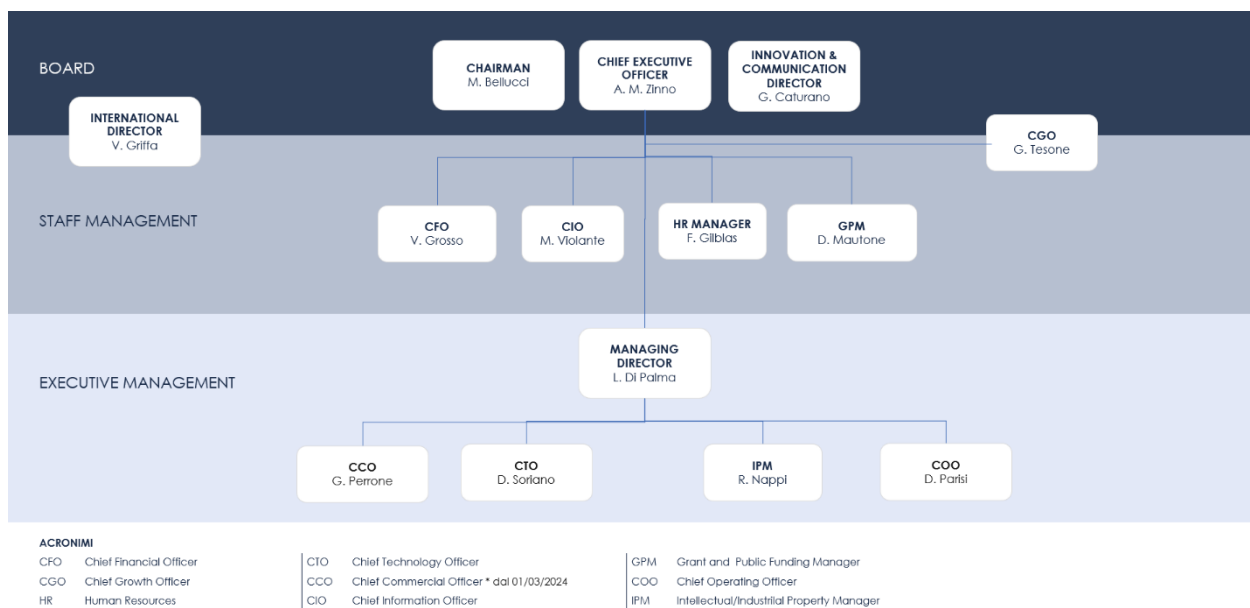 BOARD
CHAIRMAN
M. Bellucci
CHIEF EXECUTIVE
OFFICER
A. M. Zinno
INNOVATION &
COMMUNICATION
DIRECTOR
G. Caturano
INTERNATIONAL
DIRECTOR
V. Griffa
CGO
G. Tesone
STAFF MANAGEMENT
CFO
V. Grosso
CIO
M. Violante
HR MANAGER
F. Gilblas
GPM
D. Mautone
EXECUTIVE MANAGEMENT
MANAGING
DIRECTOR
L. Di Palma
CCO
G. Perrone
CTO
D. Soriano
IPM
R. Nappi
COO
D. Parisi
ACRONIMI
CFO Chief Financial Officer
CGO Chief Growth Officer
HR Human Resources
CTO Chief Technology Officer
CCO Chief Commercial Officer * dal 01/03/2024
CIO Chief Information Officer
GPM Grant and Public Funding Manager
COO Chief Operating Officer
IPM Intellectual/Industrilal Property Manager